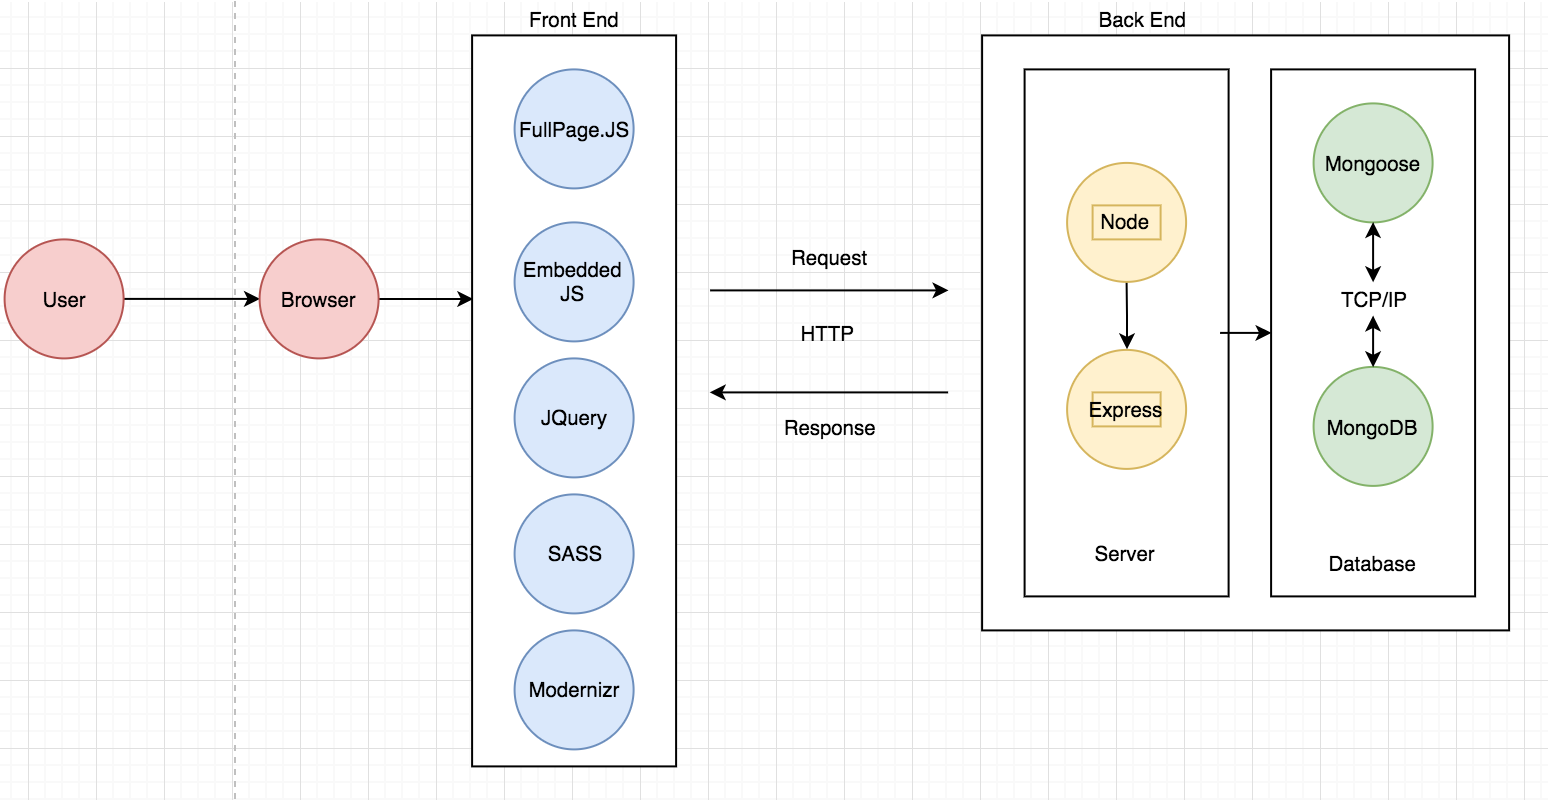 Front End
Back End
User
Browser
FullPage.JS
Embedded
JS
JQuery
SASS
Modernizr
Request
HTTP
Response
Node
Express
Server
Mongoose
TCP/IP
MongoDB
Database